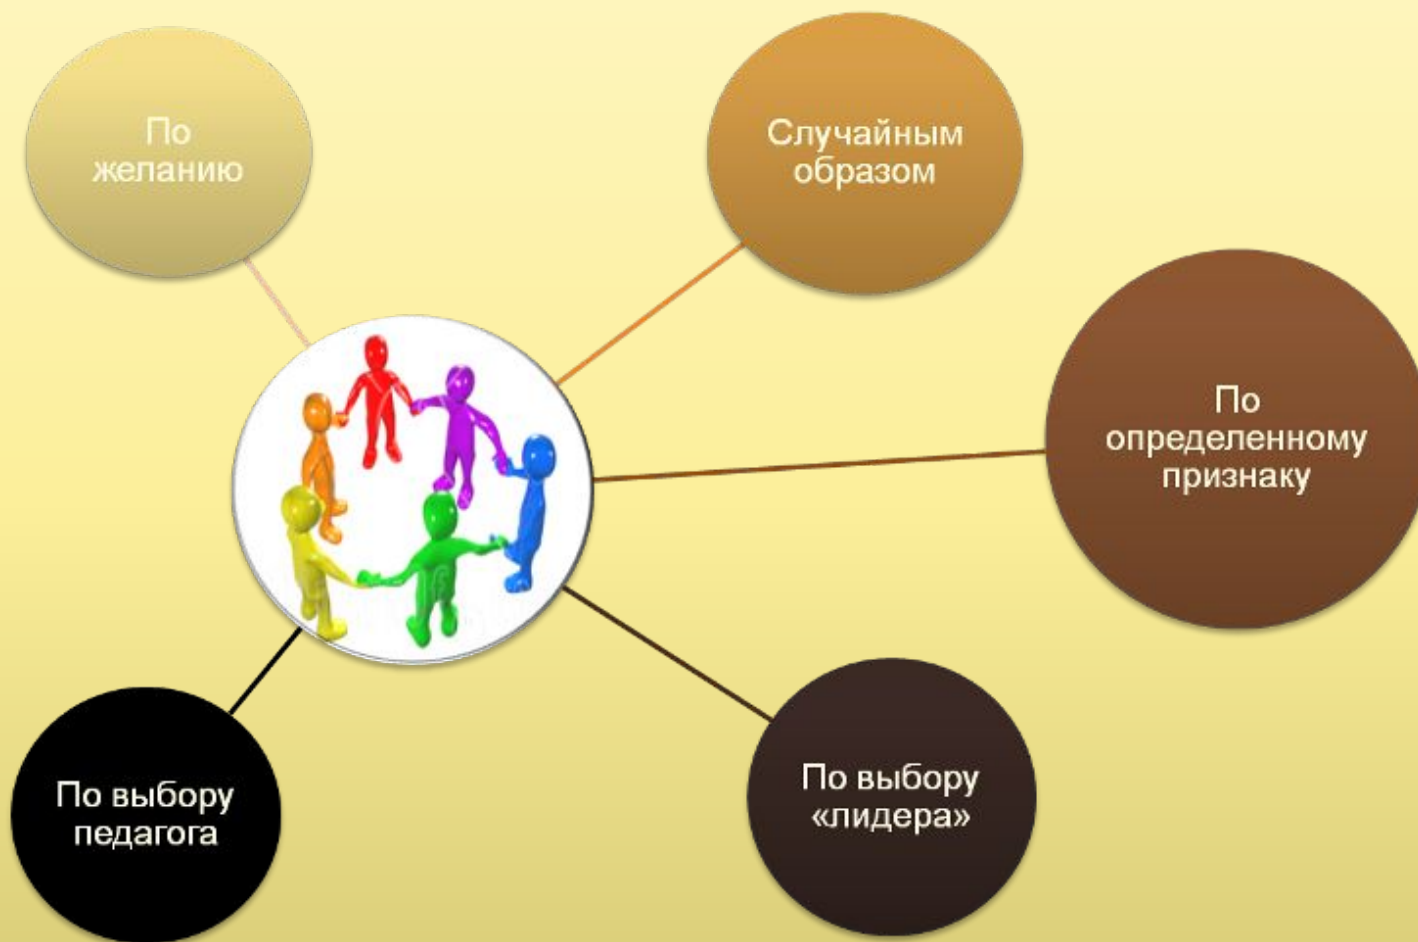 По
желанию
Случайным
образом
По
определенному
признаку
По выбору
«лидера»
По выбору
педагога